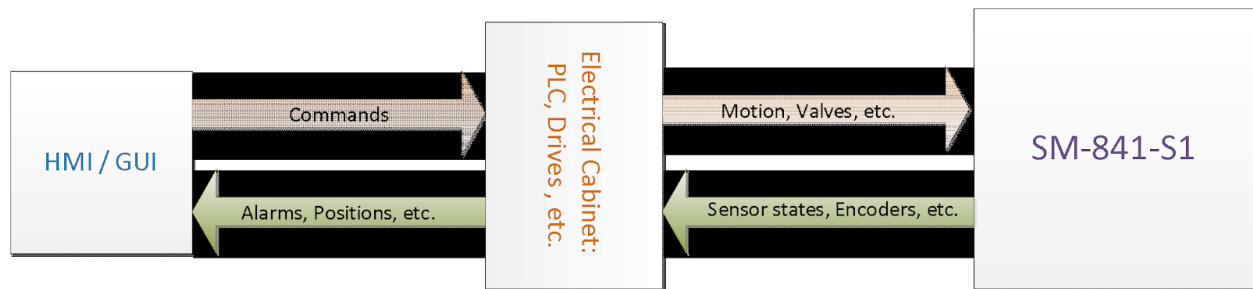 HMI / GUI
Commands
Alarms, Positions, etc.
Electrical Cabinet:
PLC, Drives , etc.
Motion, Valves, etc.
Sensor states, Encoders, etc.
SM-841-S1